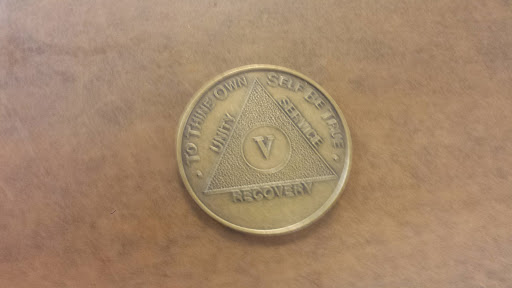 TO THINE OWN SELF BE TRUE
UNITY
SERVICE
V
RECOVERY